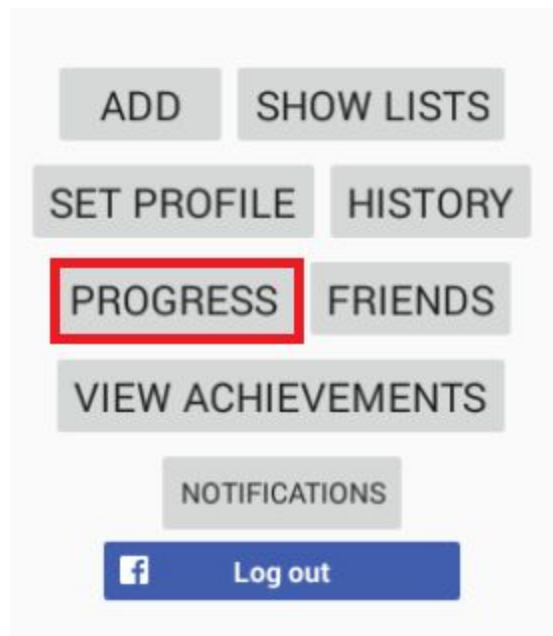 ADD SHOW LISTS
SET PROFILE HISTORY
PROGRESS FRIENDS
VIEW ACHIEVEMENTS
NOTIFICATIONS
Log out